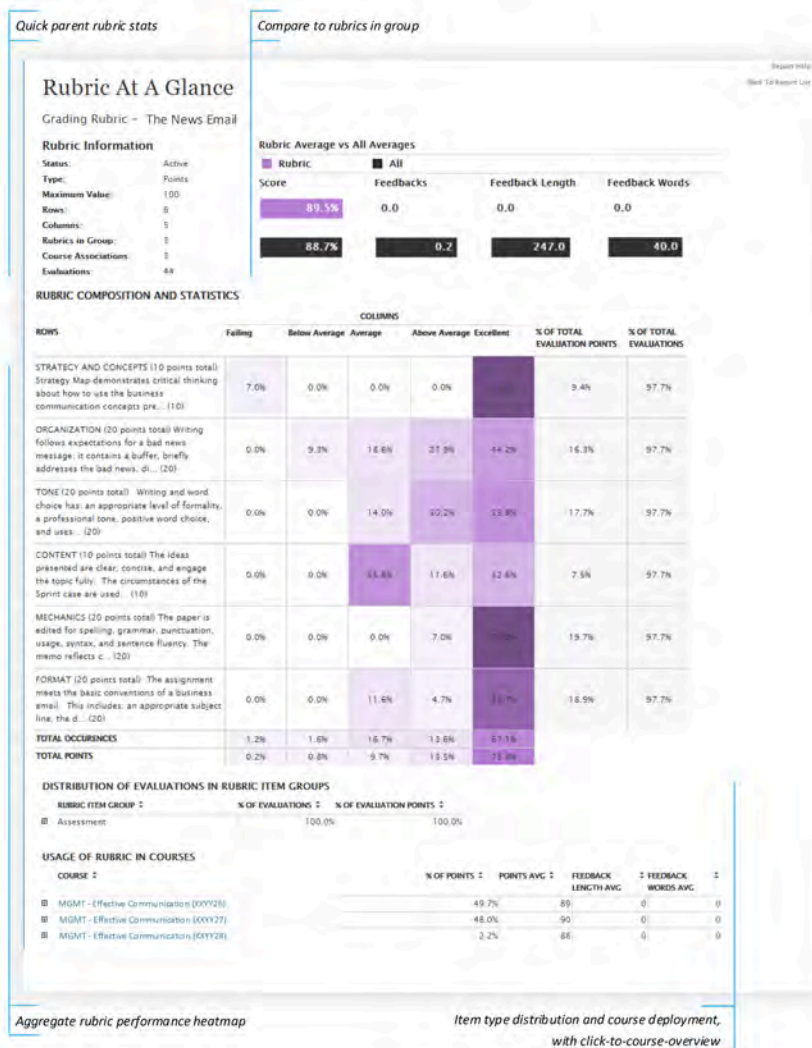 Quick parent rubric stats
Compare to rubrics in group
Report Help
Rubric At A Glance
Grading Rubric - The News Email
Rubric Information
Status: Active
Type: Points
Maximum Value: 100
Rows: 6
Columns: 5
Rubrics in Group:
Course Associations:
Evaluations: 44
Rubric Average vs All Averages
Rubric All
Score Feedbacks Feedback Length Feedback Words
89.5% 0.0 0.0 0.0
88.7% 0.2 247.0 40.0
RUBRIC COMPOSITION AND STATISTICS
COLUMNS
ROWS Failing Below Average Average Above Average Excellent % OF TOTAL EVALUATION POINTS % OF TOTAL EVALUATIONS
STRATEGY AND CONCEPTS (10 points total)
Strategy Map demonstrates critical thinking
about how to use the business
communication concepts pre... (10)
7.0% 0.0% 0.0% 0.0% 9.4% 97.7%
ORGANIZATION (20 points total) Writing
follows expectations for a bad news
message: it contains a buffer, briefly
addresses the bad news, di... (20)
0.0% 9.3% 18.6% 27.9% 44.2% 16.3% 97.7%
TONE (20 points total) Writing and word
choice has: an appropriate level of formality,
a professional tone, positive word choice,
and uses... (20)
0.0% 0.0% 14.0% 17.7% 97.7%
CONTENT (10 points total) The ideas
presented are clear, concise, and engage
the topic fully. The circumstances of the
Sprint case are used... (10)
0.0% 0.0% 55.8% 11.6% 32.6% 7.5% 97.7%
MECHANICS (20 points total) The paper is
edited for spelling, grammar, punctuation,
usage, syntax, and sentence fluency. The
memo reflects c... (20)
0.0% 0.0% 0.0% 7.0% 19.7% 97.7%
FORMAT (20 points total) The assignment
meets the basic conventions of a business
email. This includes: an appropriate subject
line, the d... (20)
0.0% 0.0% 11.6% 4.7% 18.9% 97.7%
TOTAL OCCURENCES 1.2% 1.6% 16.7% 13.6%
TOTAL POINTS 0.2% 0.8% 9.7% 13.5%
DISTRIBUTION OF EVALUATIONS IN RUBRIC ITEM GROUPS
RUBRIC ITEM GROUP % OF EVALUATIONS % OF EVALUATION POINTS
Assessment 100.0% 100.0%
USAGE OF RUBRIC IN COURSES
COURSE % OF POINTS POINTS AVG FEEDBACK LENGTH AVG FEEDBACK WORDS AVG
MGMT - Effective Communication (XXYY26) 49.7% 89 0 0
MGMT - Effective Communication (XXYY27) 48.0% 90 0 0
MGMT - Effective Communication (XXYY28) 2.2% 88 0 0
Aggregate rubric performance heatmap
Item type distribution and course deployment,
with click-to-course-overview